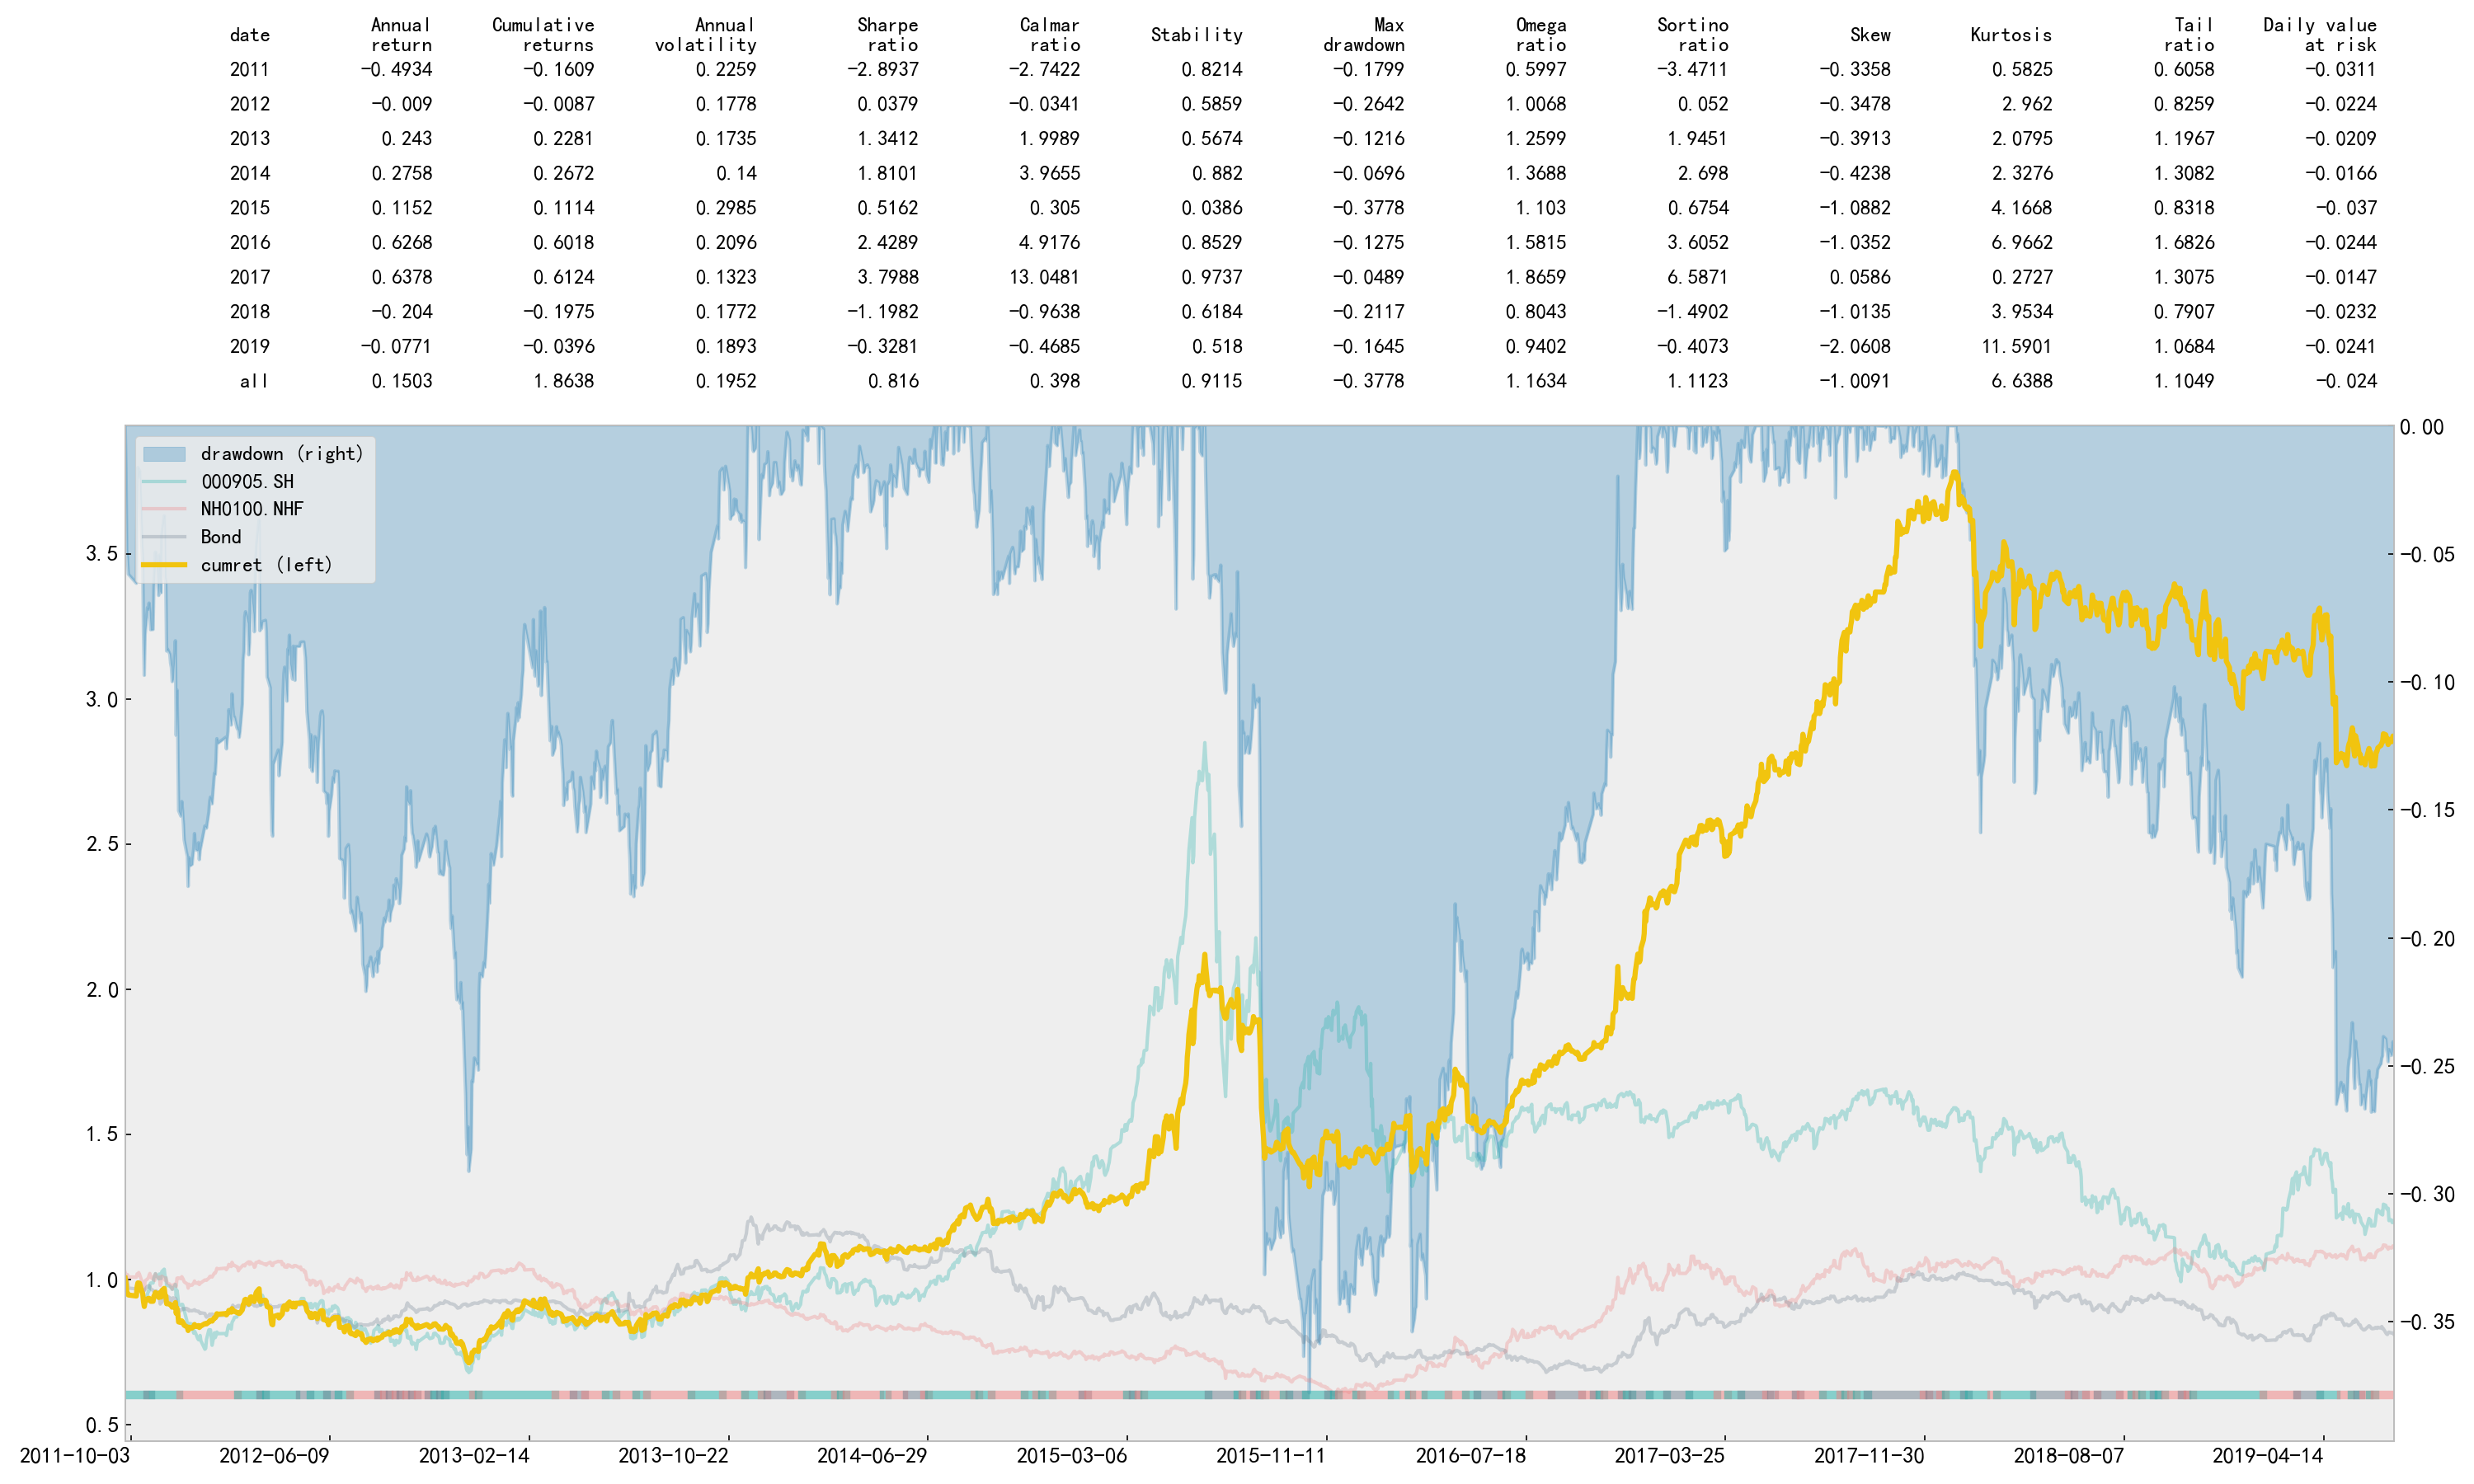 date Annual return Cumulative returns Annual volatility Sharpe ratio Calmar ratio Stability Max drawdown Omega ratio Sortino ratio Skew Kurtosis Tail ratio Daily value at risk
2011 -0.4934 -0.1609 0.2259 -2.8937 -2.7422 0.8214 -0.1799 0.5997 -3.4711 -0.3358 0.5825 0.6058 -0.0311
2012 -0.009 -0.0087 0.1778 0.0379 -0.0341 0.5859 -0.2642 1.0068 0.052 -0.3478 2.962 0.8259 -0.0224
2013 0.243 0.2281 0.1735 1.3412 1.9989 0.5674 -0.1216 1.2599 1.9451 -0.3913 2.0795 1.1967 -0.0209
2014 0.2758 0.2672 0.14 1.8101 3.9655 0.882 -0.0696 1.3688 2.698 -0.4238 2.3276 1.3082 -0.0166
2015 0.1152 0.1114 0.2985 0.5162 0.305 0.0386 -0.3778 1.103 0.6754 -1.0882 4.1668 0.8318 -0.037
2016 0.6268 0.6018 0.2096 2.4289 4.9176 0.8529 -0.1275 1.5815 3.6052 -1.0352 6.9662 1.6826 -0.0244
2017 0.6378 0.6124 0.1323 3.7988 13.0481 0.9737 -0.0489 1.8659 6.5871 0.0586 0.2727 1.3075 -0.0147
2018 -0.204 -0.1975 0.1772 -1.1982 -0.9638 0.6184 -0.2117 0.8043 -1.4902 -1.0135 3.9534 0.7907 -0.0232
2019 -0.0771 -0.0396 0.1893 -0.3281 -0.4685 0.518 -0.1645 0.9402 -0.4073 -2.0608 11.5901 1.0684 -0.0241
all 0.1503 1.8638 0.1952 0.816 0.398 0.9115 -0.3778 1.1634 1.1123 -1.0091 6.6388 1.1049 -0.024
drawdown (right)
000905.SH
NH0100.NHF
Bond
cumret (left)
3.5
3.0
2.5
2.0
1.5
1.0
0.5
0.00
-0.05
-0.10
-0.15
-0.20
-0.25
-0.30
-0.35
2011-10-03 2012-06-09 2013-02-14 2013-10-22 2014-06-29 2015-03-06 2015-11-11 2016-07-18 2017-03-25 2017-11-30 2018-08-07 2019-04-14